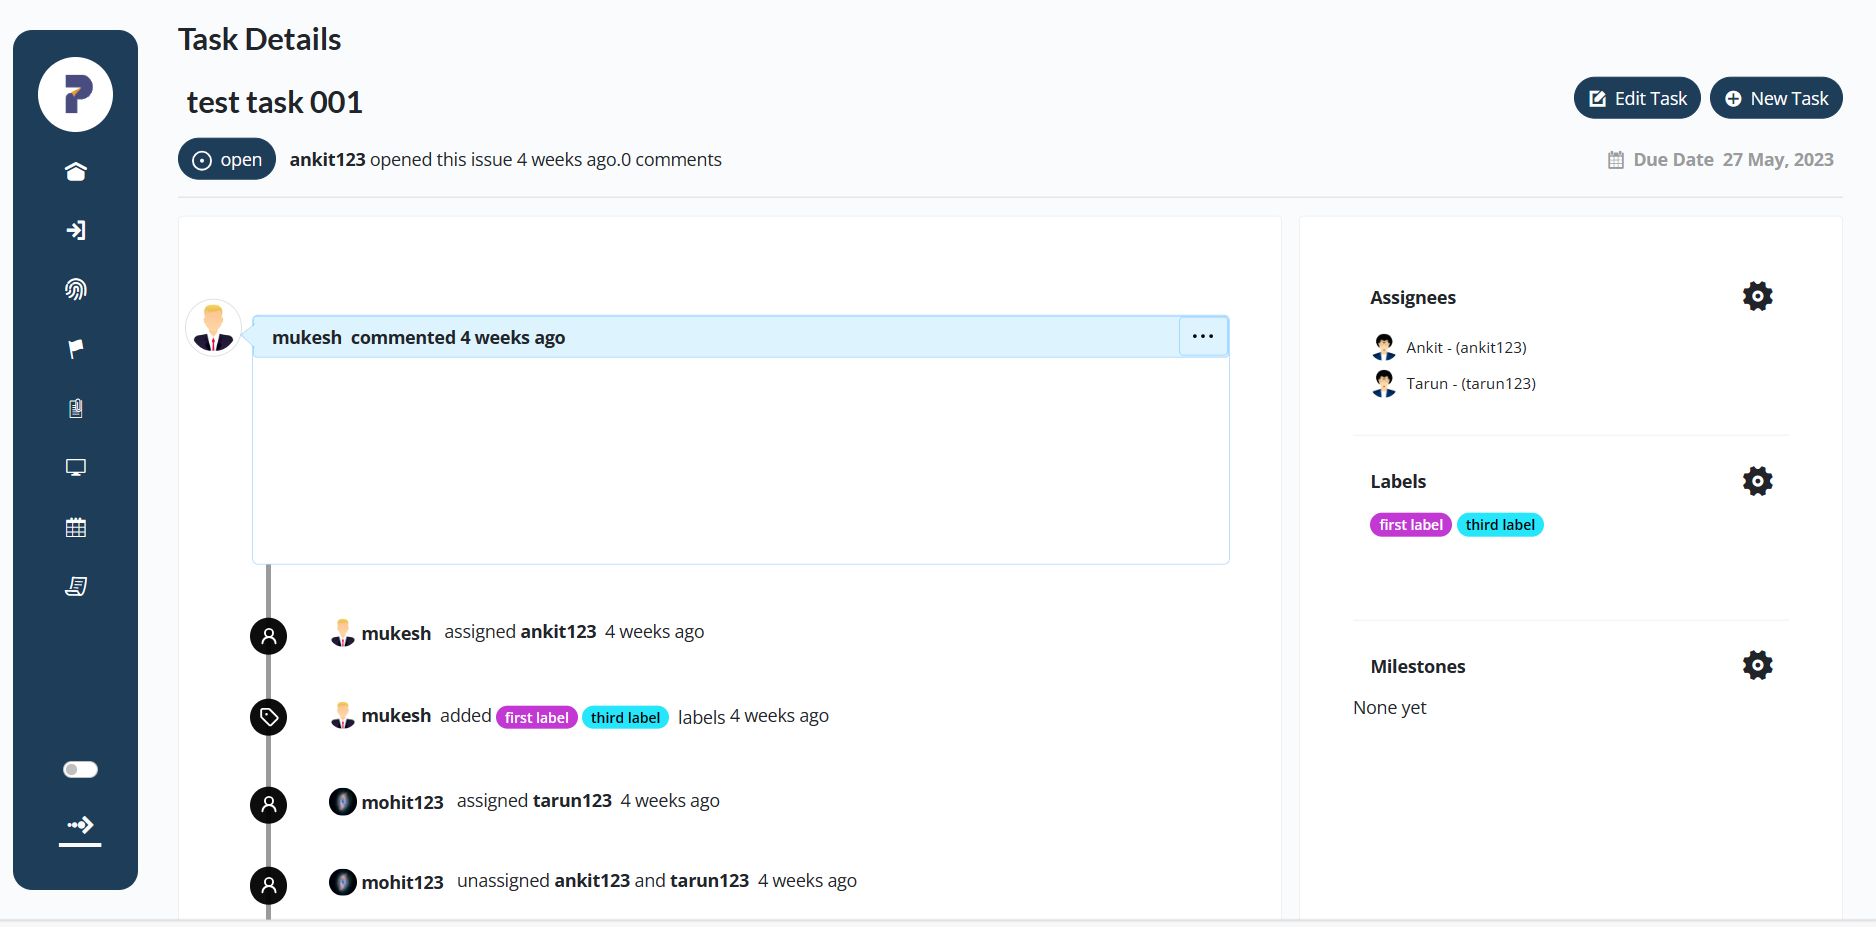 Task Details
test task 001
Edit Task
New Task
open
ankit123 opened this issue 4 weeks ago.0 comments
Due Date 27 May, 2023
mukesh commented 4 weeks ago
...
mukesh assigned ankit123 4 weeks ago
mukesh added first label third label labels 4 weeks ago
mohit123 assigned tarun123 4 weeks ago
mohit123 unassigned ankit123 and tarun123 4 weeks ago
Assignees
Ankit - (ankit123)
Tarun - (tarun123)
Labels
first label third label
Milestones
None yet